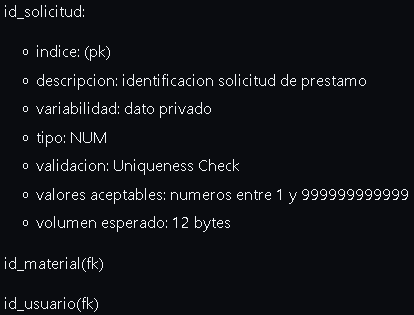 id_solicitud:
indice: (pk)
descripcion: identificacion solicitud de prestamo
variabilidad: dato privado
tipo: NUM
validacion: Uniqueness Check
valores aceptables: numeros entre 1 y 999999999999
volumen esperado: 12 bytes
id_material(fk)
id_usuario(fk)